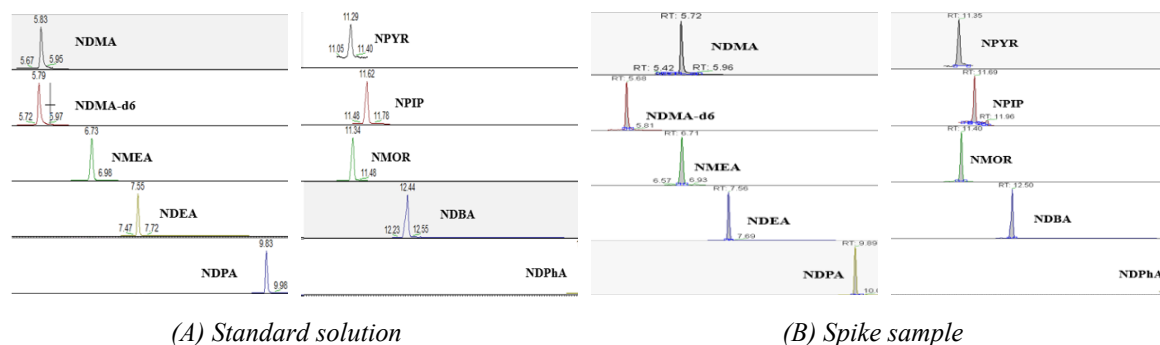 5.83
NDMA
5.67
5.95
5.79
NDMA-d6
5.72
5.97
6.73
NMEA
6.98
7.55
NDEA
7.47
7.72
9.83
NDPA
9.98
11.29
NPYR
11.05
11.40
11.62
NPIP
11.48
11.78
11.34
NMOR
11.48
12.44
NDBA
12.23
12.55
NDPhA
(A) Standard solution
RT: 5.72
NDMA
RT: 5.42
RT: 5.96
RT: 5.68
NDMA-d6
5.81
RT: 6.71
NMEA
6.57
6.93
RT: 7.56
NDEA
7.69
RT: 9.89
NDPA
RT: 11.35
NPYR
RT: 11.69
NPIP
RT: 11.96
RT: 11.40
NMOR
RT: 12.50
NDBA
NDPhA
(B) Spike sample